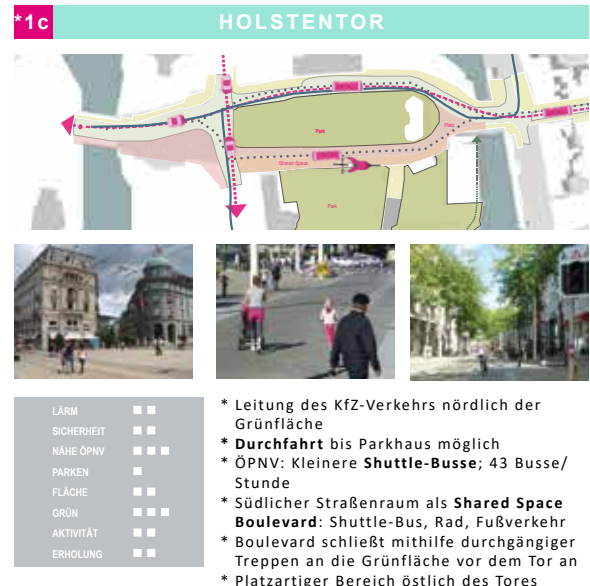 *1c
HOLSTENTOR
Park
Platz
Shared-Space
Park
LÄRM
SICHERHEIT
NÄHE ÖPNV
PARKEN
FLÄCHE
GRÜN
AKTIVITÄT
ERHOLUNG
* Leitung des KfZ-Verkehrs nördlich der
Grünfläche
* Durchfahrt bis Parkhaus möglich
* ÖPNV: Kleinere Shuttle-Busse; 43 Busse/
Stunde
* Südlicher Straßenraum als Shared Space
Boulevard: Shuttle-Bus, Rad, Fußverkehr
* Boulevard schließt mithilfe durchgängiger
Treppen an die Grünfläche vor dem Tor an
* Platzartiger Bereich östlich des Tores